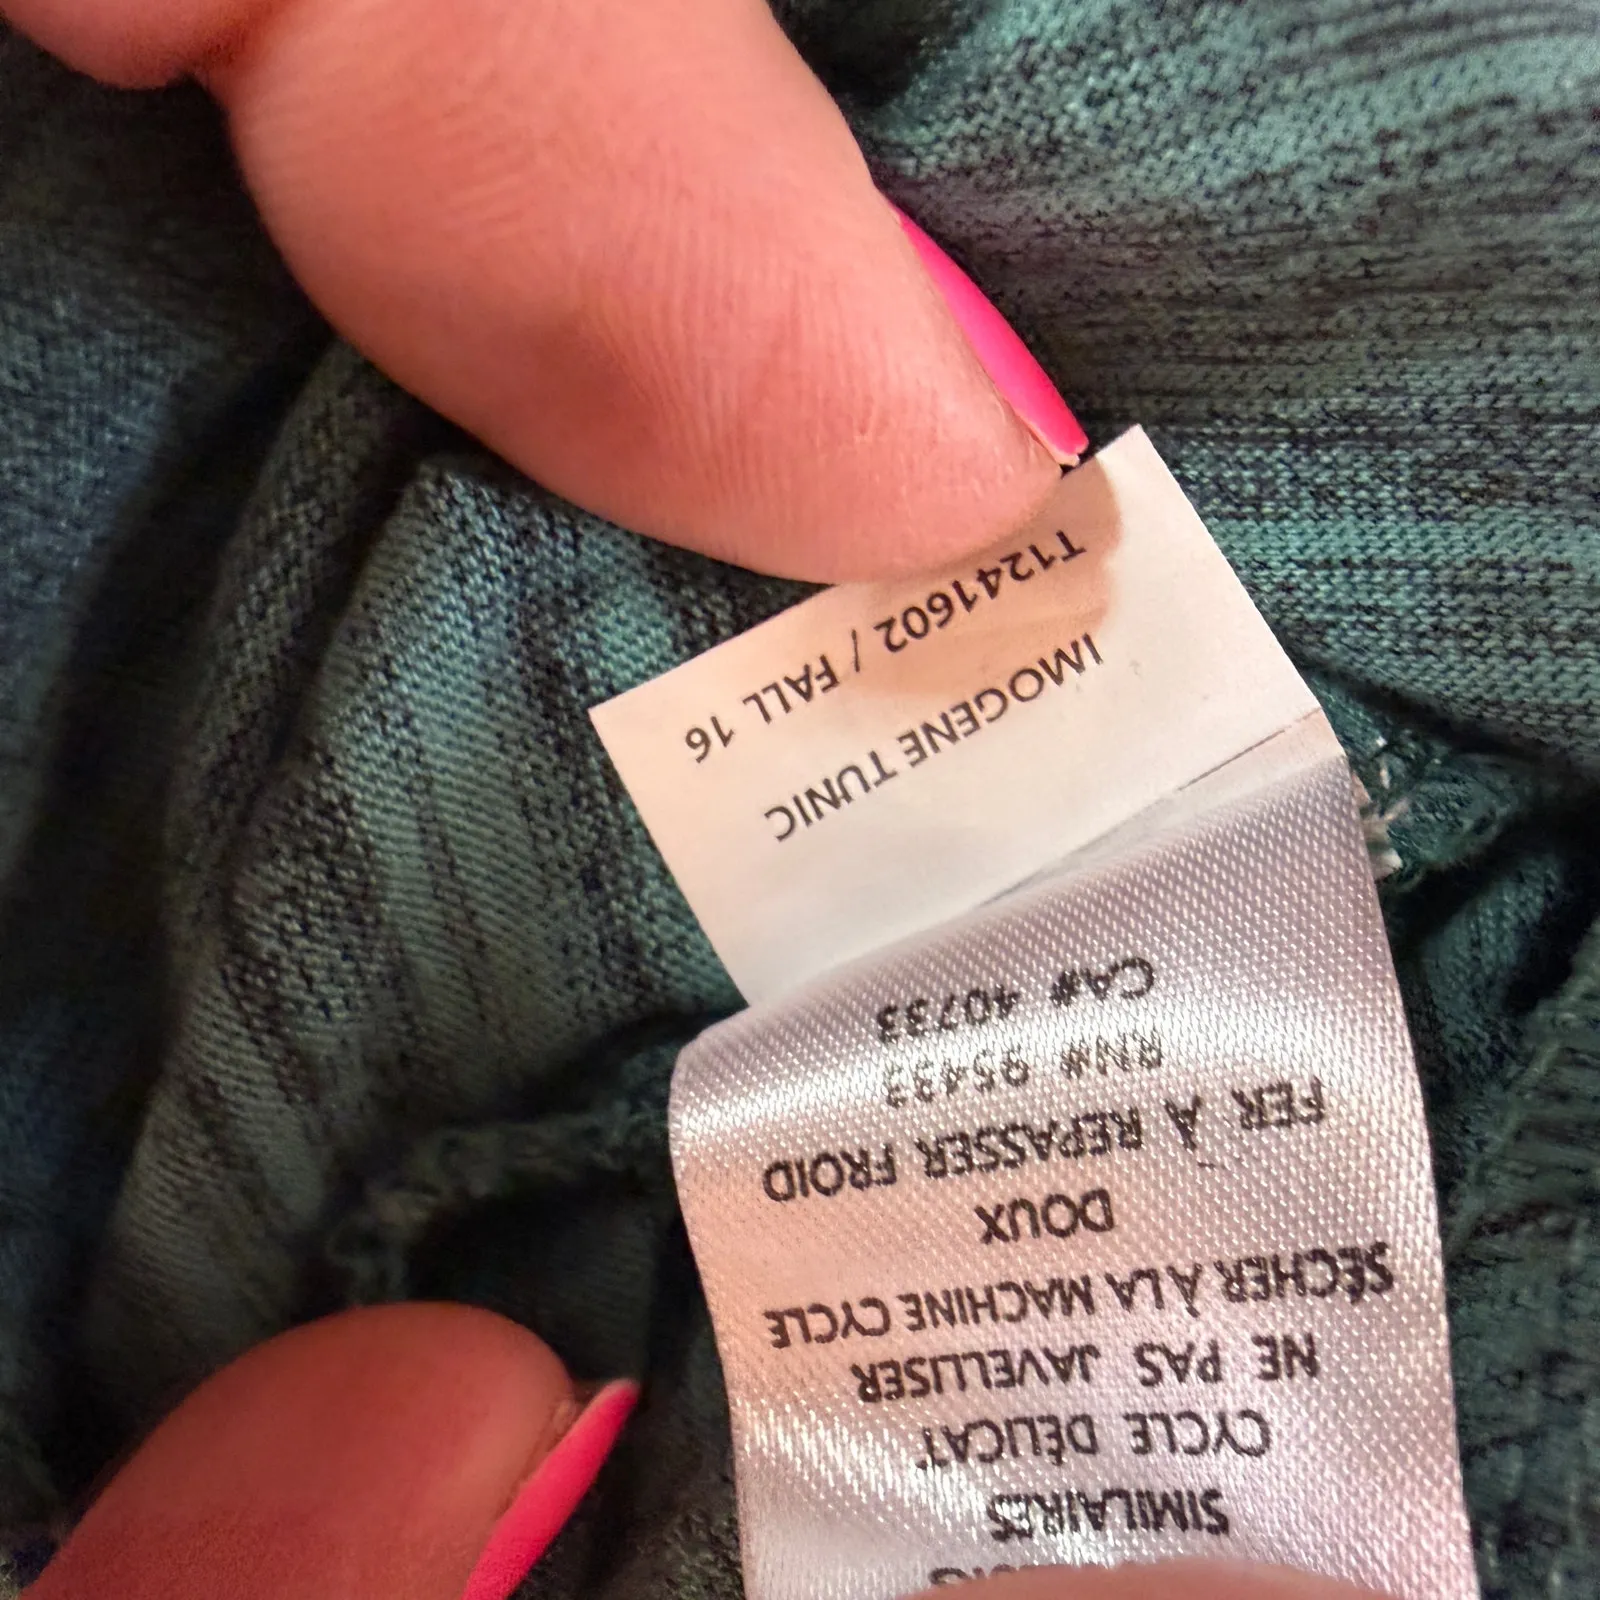 SIMILAIRES
CYCLE DÉLICAT
NE PAS JAVELLISER
SÉCHER À LA MACHINE CYCLE
DOUX
FER À REPASSER FROID
RN# 95433
CA# 40733
IMOGENE TUNIC
T1241602 / FALL 16